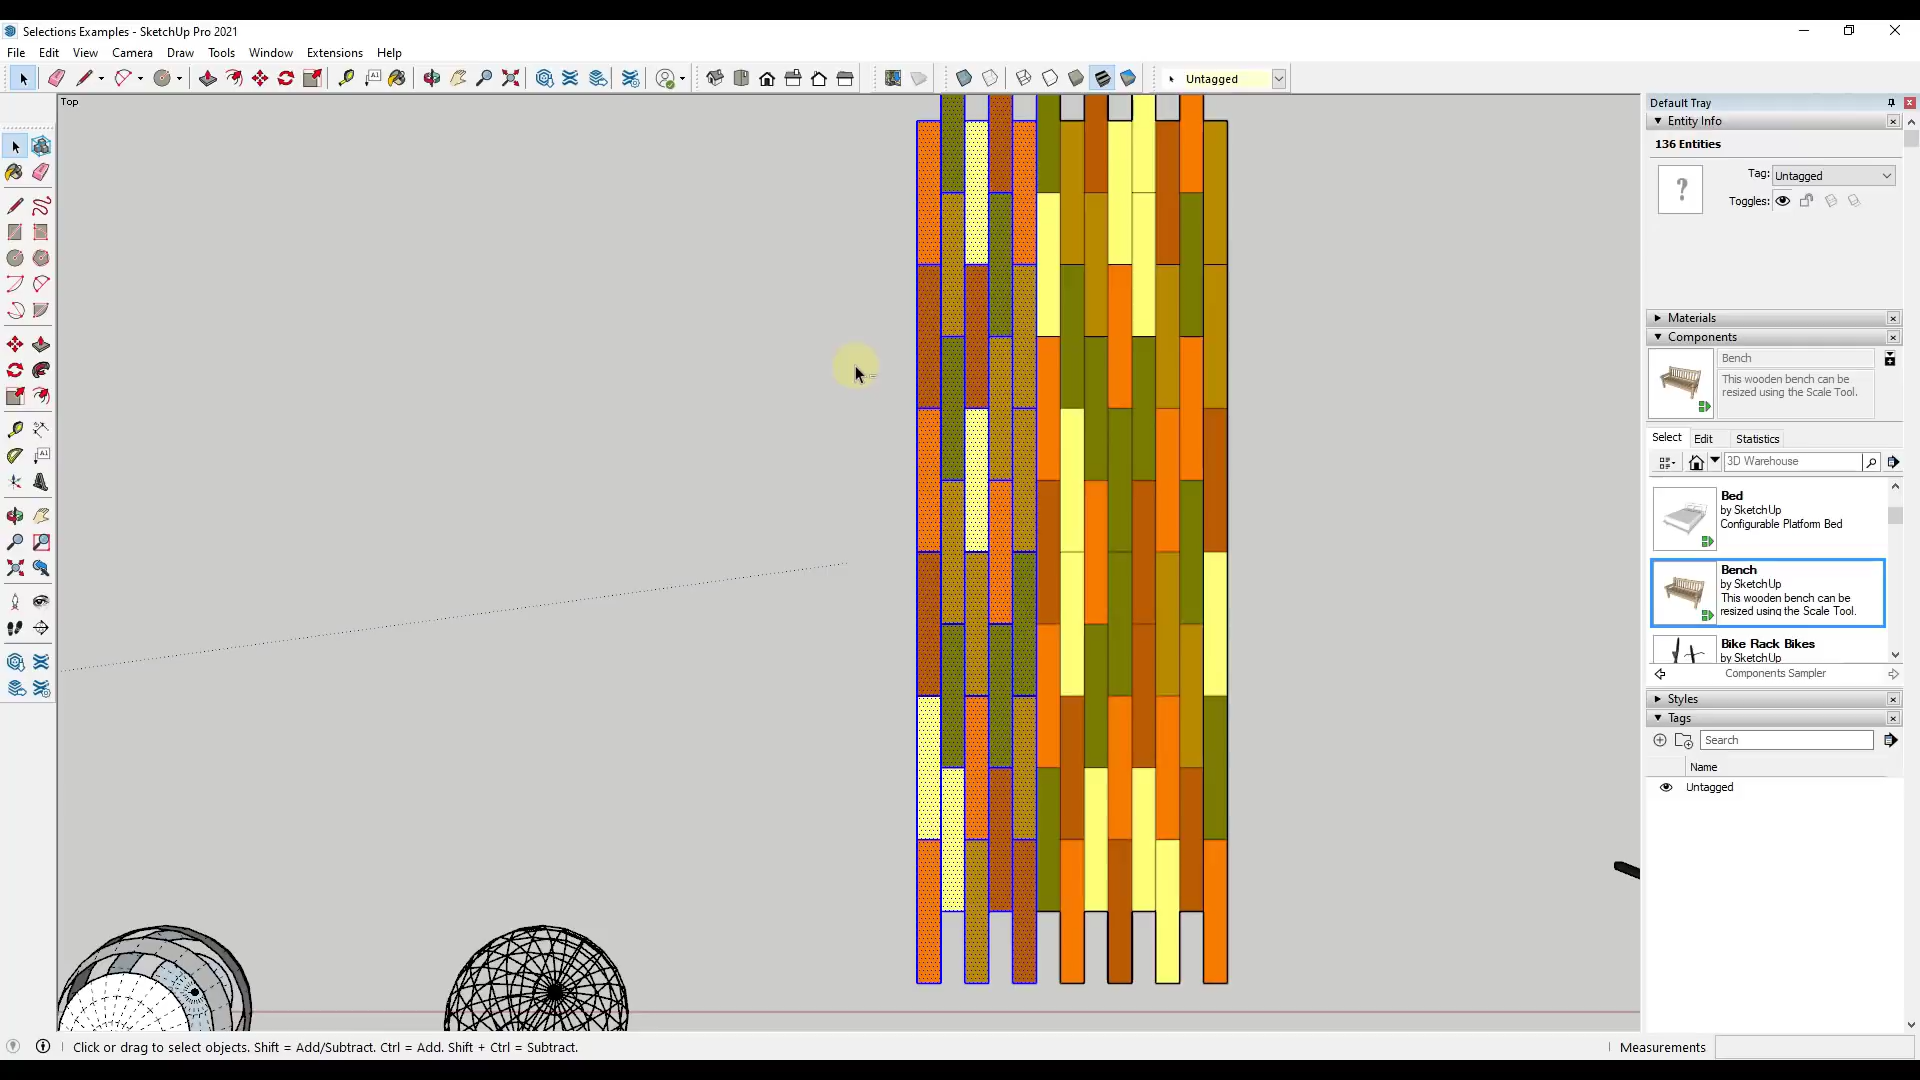 Selections Examples - SketchUp Pro 2021
File Edit View Camera Draw Tools Window Extensions Help
A1
Untagged
Top
Default Tray
Entity Info
136 Entities
?
Tag: Untagged
Toggles:
Materials
Components
Bench
This wooden bench can be
resized using the Scale Tool.
Select Edit Statistics
3D Warehouse
Bed
by SketchUp
Configurable Platform Bed
Bench
by SketchUp
This wooden bench can be
resized using the Scale Tool.
Bike Rack Bikes
by SketchUp
Components Sampler
Styles
Tags
Search
Name
Untagged
A1
Click or drag to select objects. Shift = Add/Subtract. Ctrl = Add. Shift + Ctrl = Subtract.
Measurements